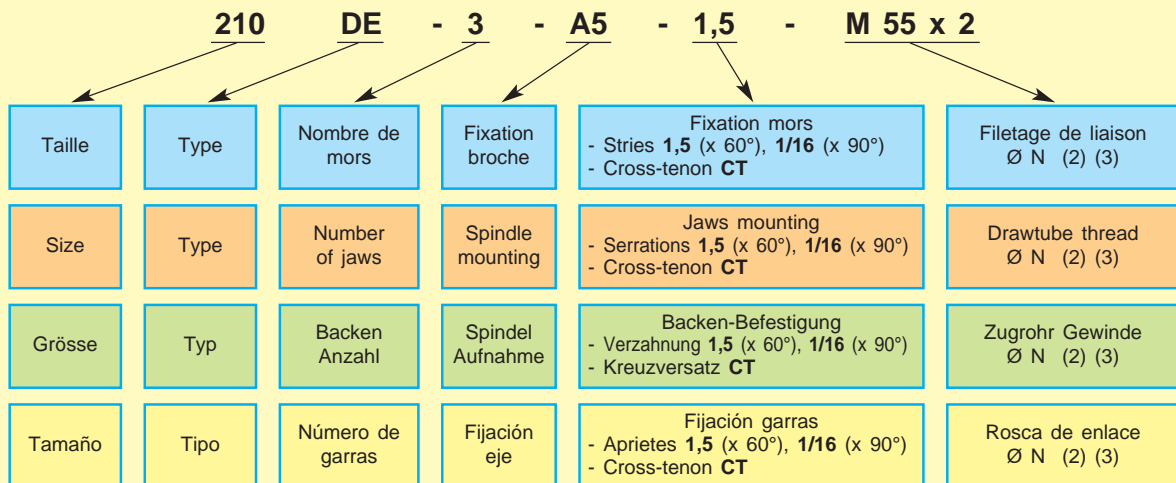 210 DE - 3 - A5 - 1,5 - M 55 x 2
Taille
Type
Nombre de
mors
Fixation
broche
Fixation mors
- Stries 1,5 (x 60°), 1/16 (x 90°)
- Cross-tenon CT
Filetage de liaison
Ø N (2) (3)
Size
Type
Number
of jaws
Spindle
mounting
Jaws mounting
- Serrations 1,5 (x 60°), 1/16 (x 90°)
- Cross-tenon CT
Drawtube thread
Ø N (2) (3)
Grösse
Typ
Backen
Anzahl
Spindel
Aufnahme
Backen-Befestigung
- Verzahnung 1,5 (x 60°), 1/16 (x 90°)
- Kreuzversatz CT
Zugrohr Gewinde
Ø N (2) (3)
Tamaño
Tipo
Número de
garras
Fijación
eje
Fijación garras
- Aprietes 1,5 (x 60°), 1/16 (x 90°)
- Cross-tenon CT
Rosca de enlace
Ø N (2) (3)